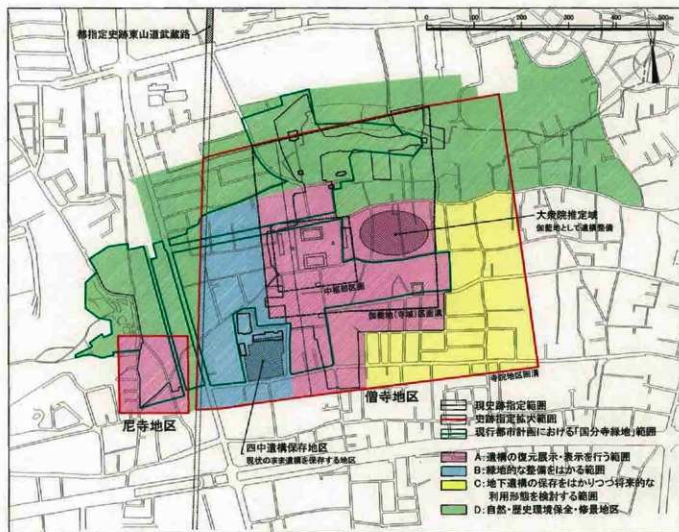 都指定史跡東山道武蔵路
0 100 200 300 400 500m
大衆院推定域
伽藍地として遺構整備
中枢部区画
伽藍地(寺域)区画溝
寺院地区画溝
尼寺地区
僧寺地区
四中遺構保存地区
現状のまま遺構を保存する地区
現史跡指定範囲
史跡指定拡大範囲
現行都市計画における「国分寺緑地」範囲
A:遺構の復元展示・表示を行う範囲
B:緑地的な整備をはかる範囲
C:地下遺構の保存をはかりつつ将来的な
利用形態を検討する範囲
D:自然・歴史環境保全・修景地区